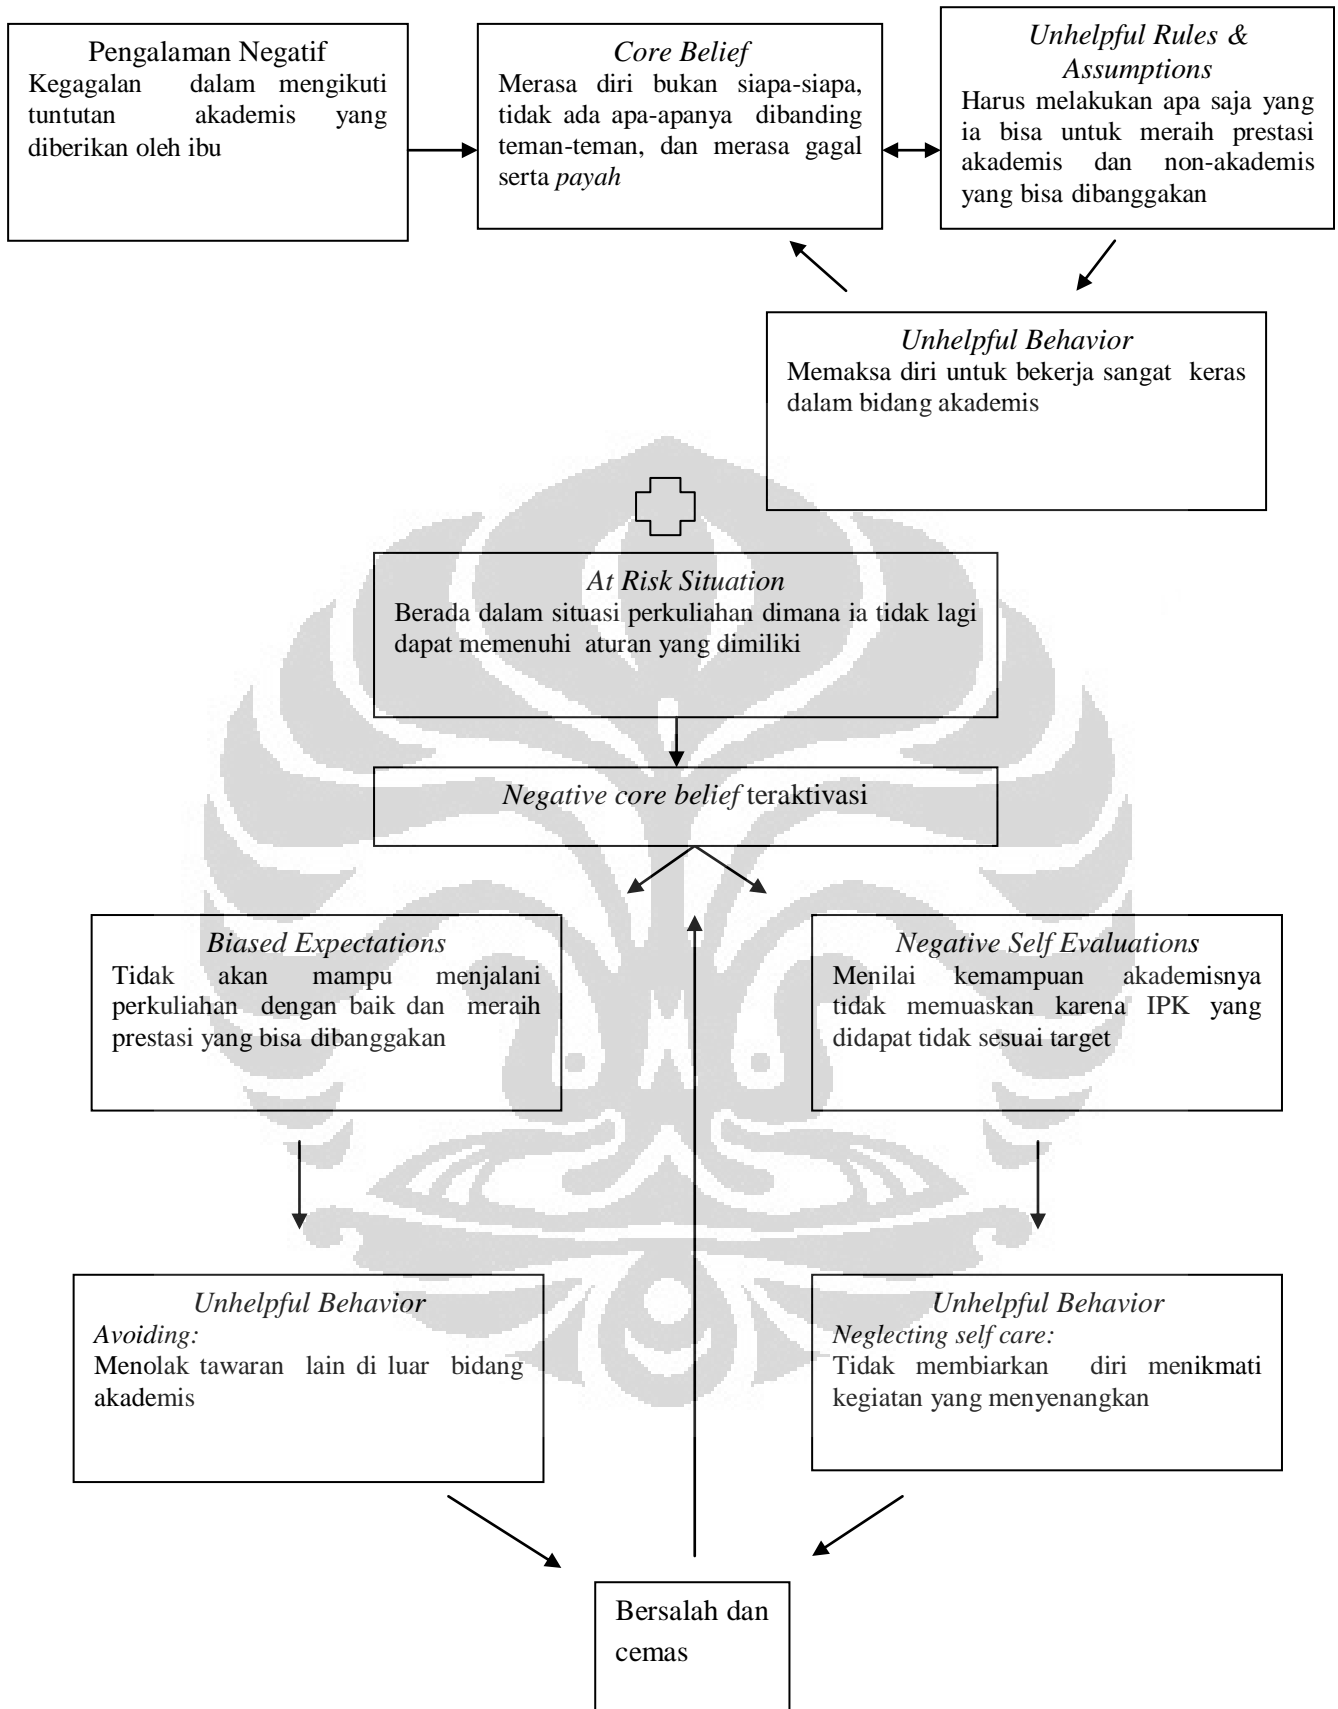 Pengalaman Negatif
Kegagalan dalam mengikuti
tuntutan akademis yang
diberikan oleh ibu
Core Belief
Merasa diri bukan siapa-siapa,
tidak ada apa-apanya dibanding
teman-teman, dan merasa gagal
serta payah
Unhelpful Rules &
Assumptions
Harus melakukan apa saja yang
ia bisa untuk meraih prestasi
akademis dan non-akademis
yang bisa dibanggakan
Unhelpful Behavior
Memaksa diri untuk bekerja sangat keras
dalam bidang akademis
At Risk Situation
Berada dalam situasi perkuliahan dimana ia tidak lagi
dapat memenuhi aturan yang dimiliki
Negative core belief teraktivasi
Biased Expectations
Tidak akan mampu menjalani
perkuliahan dengan baik dan meraih
prestasi yang bisa dibanggakan
Negative Self Evaluations
Menilai kemampuan akademisnya
tidak memuaskan karena IPK yang
didapat tidak sesuai target
Unhelpful Behavior
Avoiding:
Menolak tawaran lain di luar bidang
akademis
Unhelpful Behavior
Neglecting self care:
Tidak membiarkan diri menikmati
kegiatan yang menyenangkan
Bersalah dan
cemas